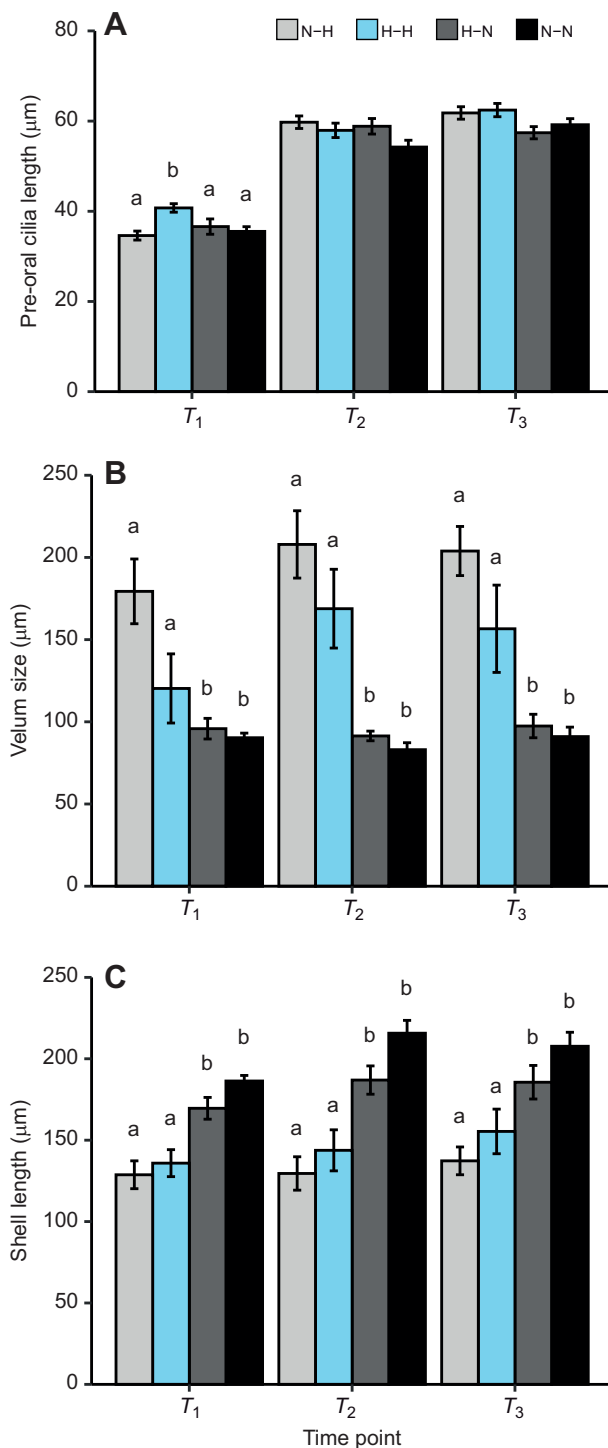 A
N–H H–H H–N N–N
Pre-oral cilia length (μm)
80
60
40
20
0
a b a a
T1 T2 T3
B
Velum size (μm)
250
200
150
100
50
0
a a b b a a b b a a b b
T1 T2 T3
C
Shell length (μm)
250
200
150
100
50
0
a a b b a a b b a a b b
T1 T2 T3
Time point